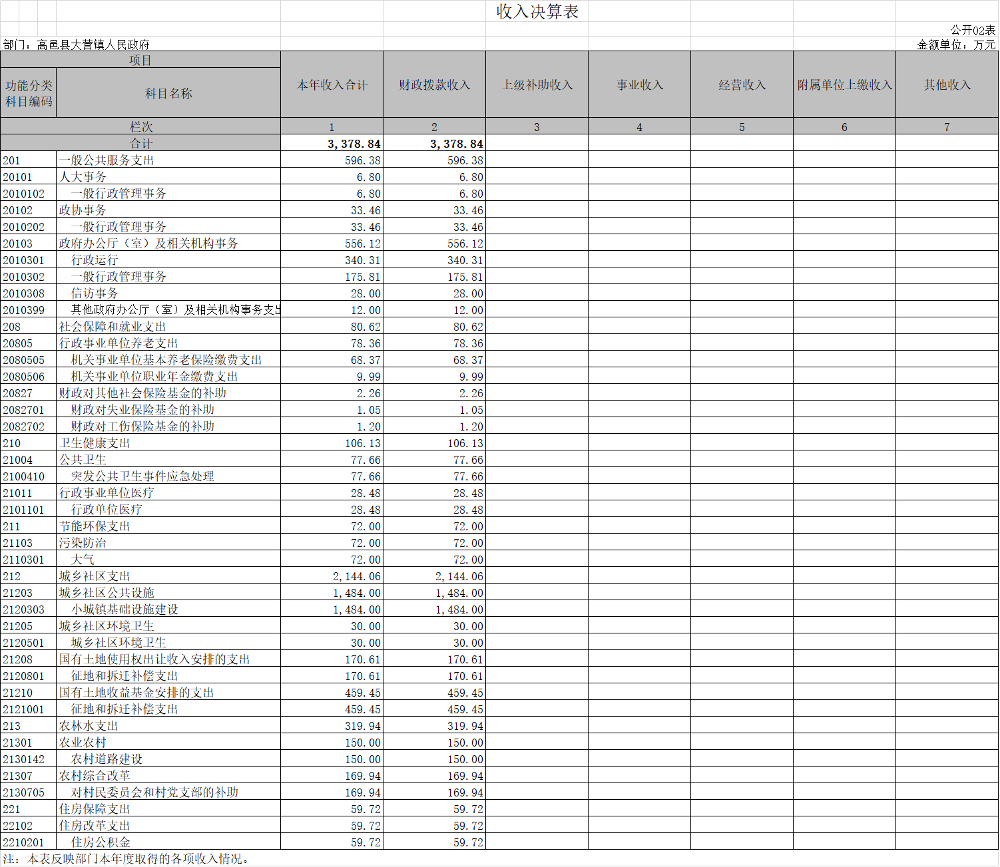 收入决算表
公开02表
部门：高邑县大营镇人民政府 金额单位：万元
项目 本年收入合计 财政拨款收入 上级补助收入 事业收入 经营收入 附属单位上缴收入 其他收入
功能分类科目编码 科目名称
栏次 1 2 3 4 5 6 7
合计 3,378.84 3,378.84
201 一般公共服务支出 596.38 596.38
20101 人大事务 6.80 6.80
2010102 一般行政管理事务 6.80 6.80
20102 政协事务 33.46 33.46
2010202 一般行政管理事务 33.46 33.46
20103 政府办公厅（室）及相关机构事务 556.12 556.12
2010301 行政运行 340.31 340.31
2010302 一般行政管理事务 175.81 175.81
2010308 信访事务 28.00 28.00
2010399 其他政府办公厅（室）及相关机构事务支出 12.00 12.00
208 社会保障和就业支出 80.62 80.62
20805 行政事业单位养老支出 78.36 78.36
2080505 机关事业单位基本养老保险缴费支出 68.37 68.37
2080506 机关事业单位职业年金缴费支出 9.99 9.99
20827 财政对其他社会保险基金的补助 2.26 2.26
2082701 财政对失业保险基金的补助 1.05 1.05
2082702 财政对工伤保险基金的补助 1.20 1.20
210 卫生健康支出 106.13 106.13
21004 公共卫生 77.66 77.66
2100410 突发公共卫生事件应急处理 77.66 77.66
21011 行政事业单位医疗 28.48 28.48
2101101 行政单位医疗 28.48 28.48
211 节能环保支出 72.00 72.00
21103 污染防治 72.00 72.00
2110301 大气 72.00 72.00
212 城乡社区支出 2,144.06 2,144.06
21203 城乡社区公共设施 1,484.00 1,484.00
2120303 小城镇基础设施建设 1,484.00 1,484.00
21205 城乡社区环境卫生 30.00 30.00
2120501 城乡社区环境卫生 30.00 30.00
21208 国有土地使用权出让收入安排的支出 170.61 170.61
2120801 征地和拆迁补偿支出 170.61 170.61
21210 国有土地收益基金安排的支出 459.45 459.45
2121001 征地和拆迁补偿支出 459.45 459.45
213 农林水支出 319.94 319.94
21301 农业农村 150.00 150.00
2130142 农村道路建设 150.00 150.00
21307 农村综合改革 169.94 169.94
2130705 对村民委员会和村党支部的补助 169.94 169.94
221 住房保障支出 59.72 59.72
22102 住房改革支出 59.72 59.72
2210201 住房公积金 59.72 59.72
注：本表反映部门本年度取得的各项收入情况。